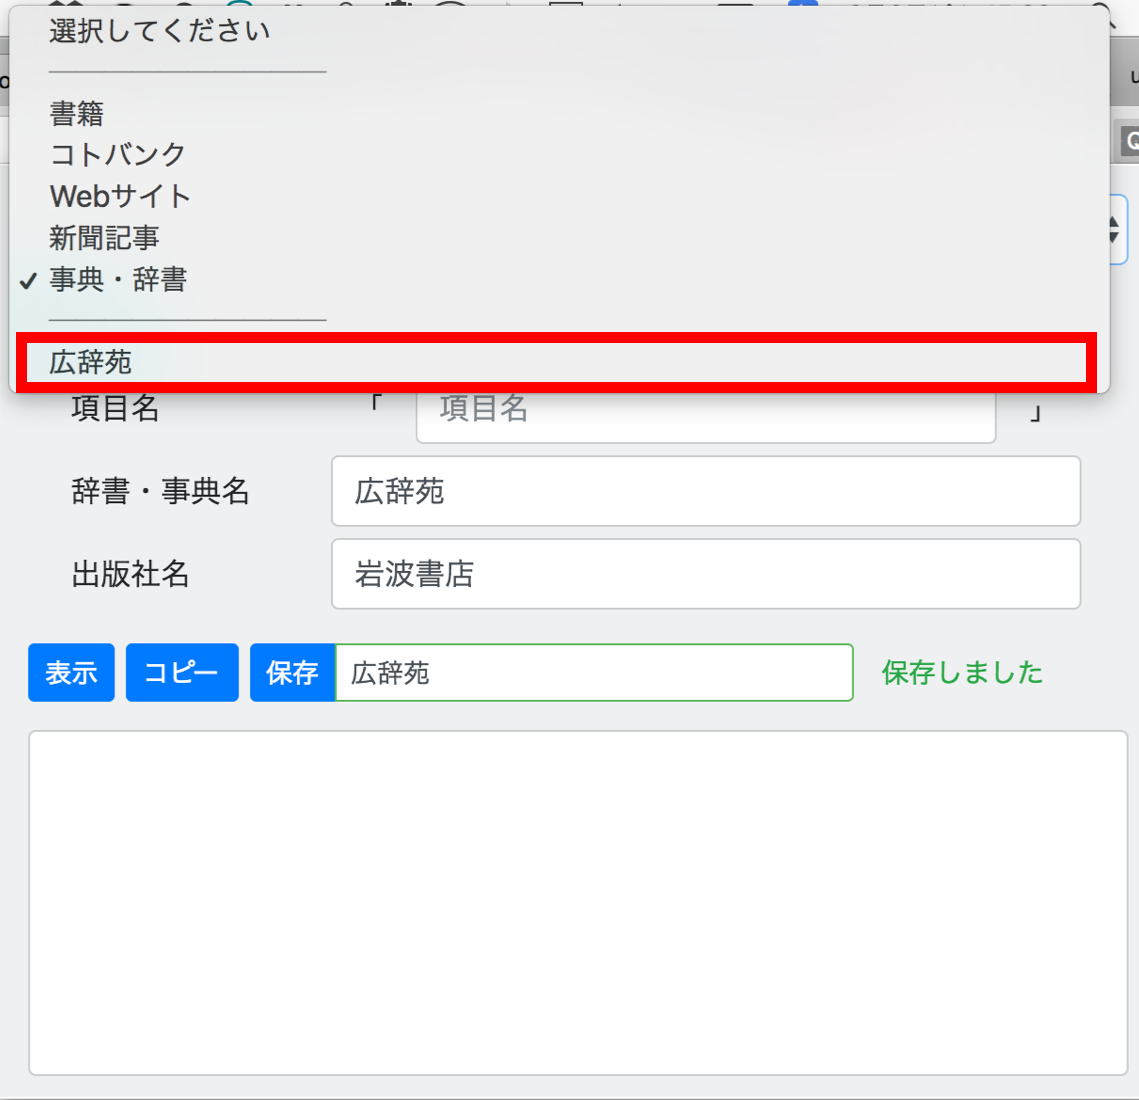 選択してください
書籍
コトバンク
Webサイト
新聞記事
✓ 事典・辞書
広辞苑
項目名 「 項目名 」
辞書・事典名 広辞苑
出版社名 岩波書店
表示 コピー 保存 広辞苑 保存しました